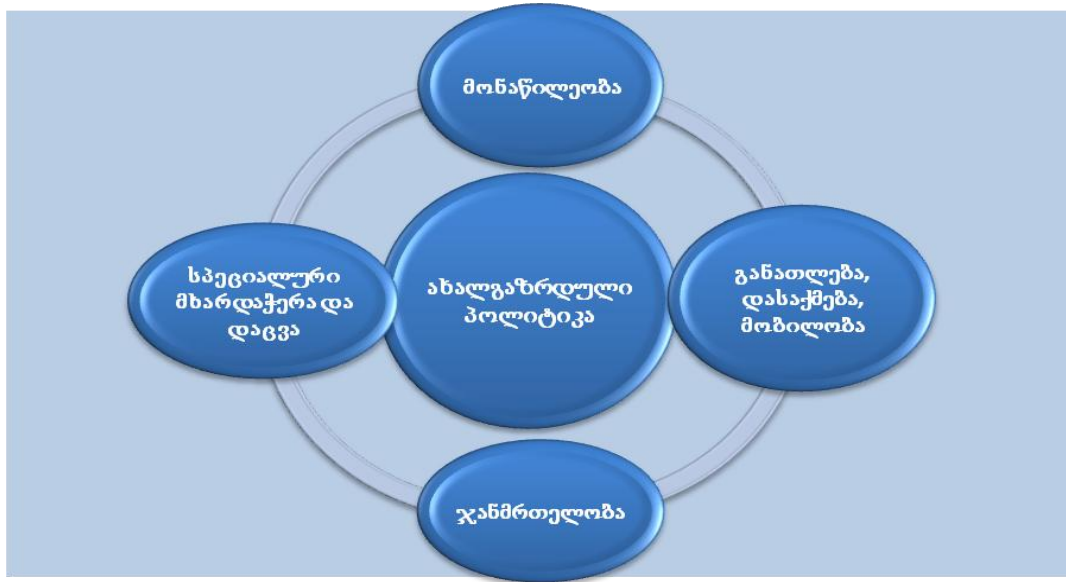 მონაწილეობა
სპეციალური
მხარდაჭერა და
დაცვა
ახალგაზრდული
პოლიტიკა
განათლება,
დასაქმება,
მობილობა
ჯანმრთელობა